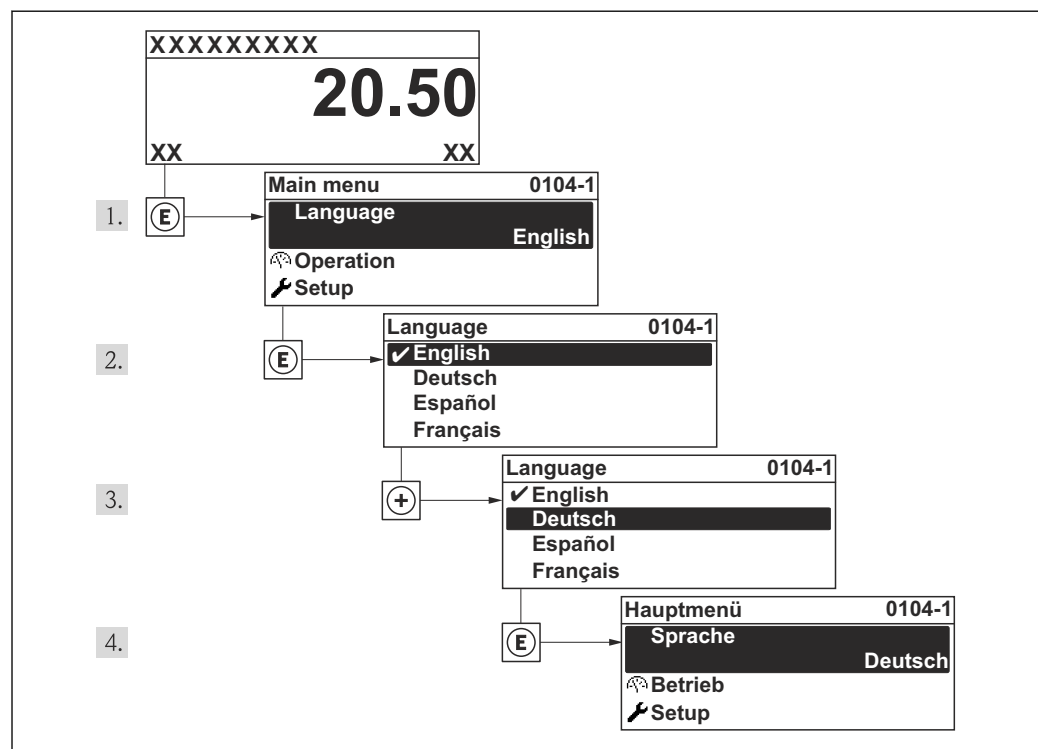 XXXXXXXXX
20.50
XX XX
1. E
Main menu 0104-1
Language
English
Operation
Setup
2. E
Language 0104-1
✔ English
Deutsch
Español
Français
3. +
Language 0104-1
✔ English
Deutsch
Español
Français
4. E
Hauptmenü 0104-1
Sprache
Deutsch
Betrieb
Setup